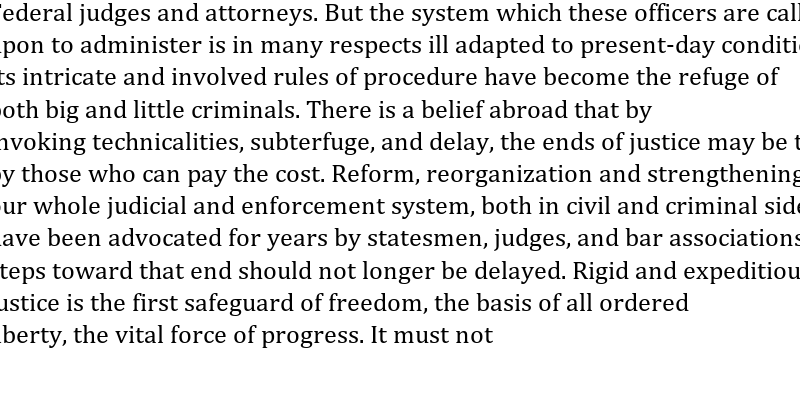 Federal judges and attorneys. But the system which these officers are
upon to administer is in many respects ill adapted to present-day
its intricate and involved rules of procedure have become the refuge of
both big and little criminals. There is a belief abroad that by
invoking technicalities, subterfuge, and delay, the ends of justice may be
by those who can pay the cost. Reform, reorganization and strengthening
our whole judicial and enforcement system, both in civil and criminal
have been advocated for years by statesmen, judges, and bar associations
steps toward that end should not longer be delayed. Rigid and
justice is the first safeguard of freedom, the basis of all ordered
liberty, the vital force of progress. It must not